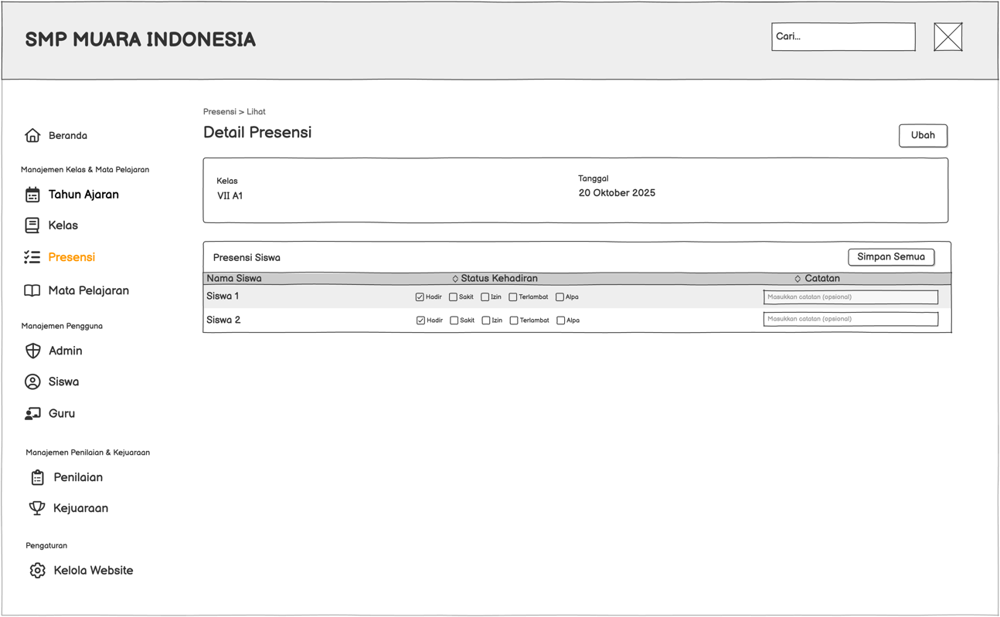 SMP MUARA INDONESIA
Cari...
Beranda
Manajemen Kelas & Mata Pelajaran
Tahun Ajaran
Kelas
Presensi
Mata Pelajaran
Manajemen Pengguna
Admin
Siswa
Guru
Manajemen Penilaian & Kejuaraan
Penilaian
Kejuaraan
Pengaturan
Kelola Website
Presensi > Lihat
Detail Presensi
Ubah
Kelas
VII A1
Tanggal
20 Oktober 2025
Presensi Siswa
Simpan Semua
Nama Siswa Status Kehadiran Catatan
Siswa 1 Hadir Sakit Izin Terlambat Alpa Masukkan catatan (opsional)
Siswa 2 Hadir Sakit Izin Terlambat Alpa Masukkan catatan (opsional)